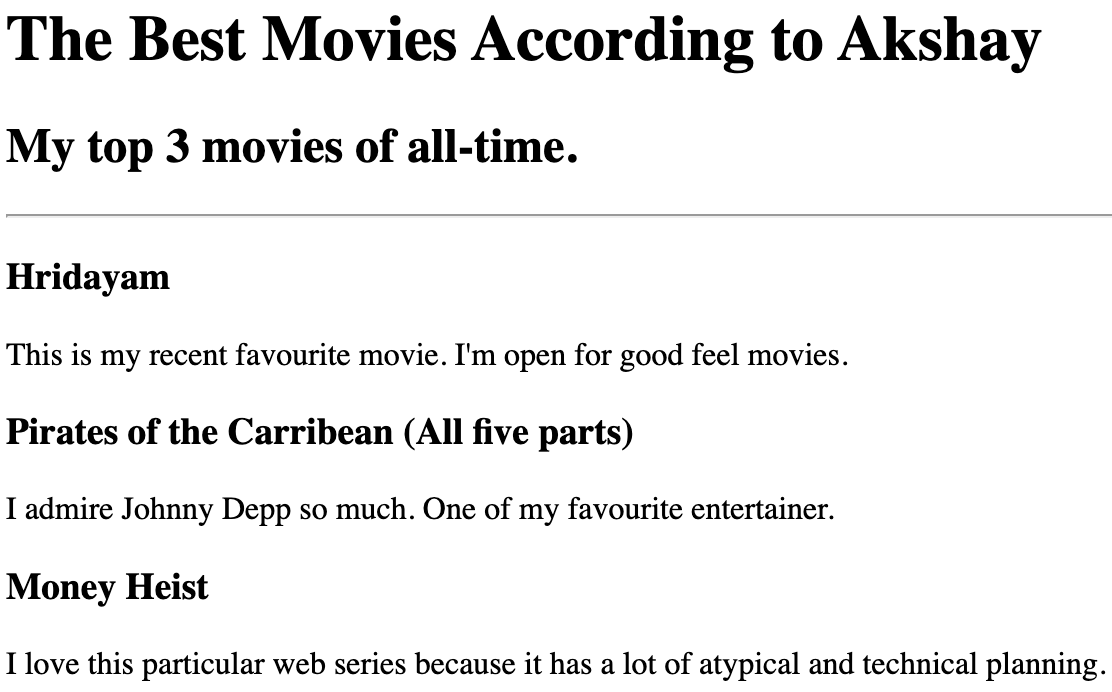 The Best Movies According to Akshay
My top 3 movies of all-time.
Hridayam
This is my recent favourite movie. I'm open for good feel movies.
Pirates of the Carribean (All five parts)
I admire Johnny Depp so much. One of my favourite entertainer.
Money Heist
I love this particular web series because it has a lot of atypical and technical planning.